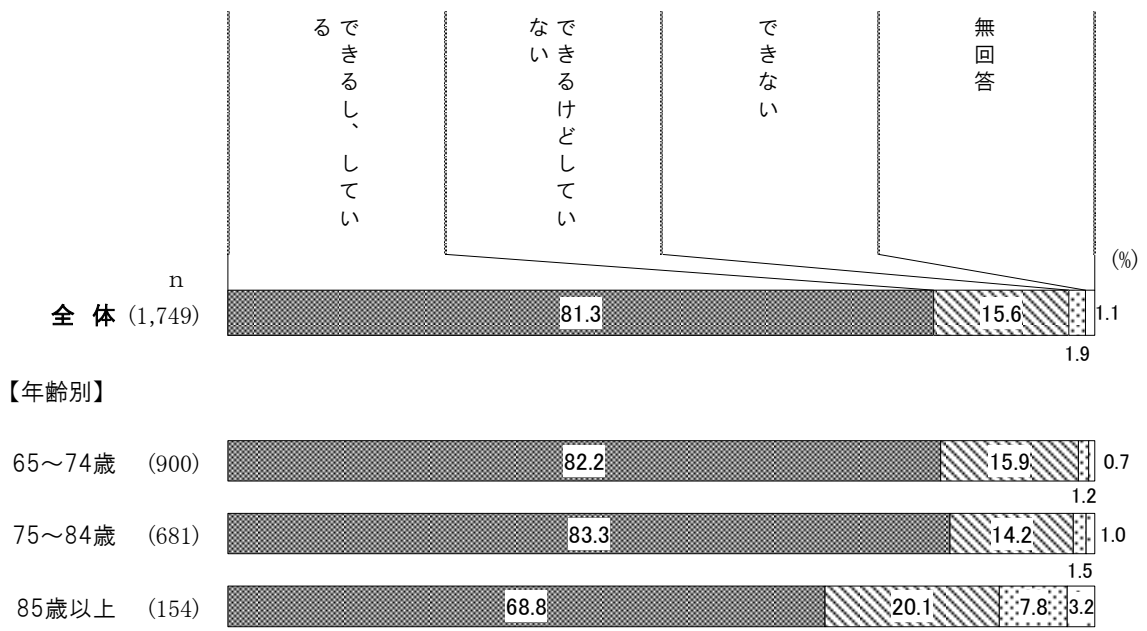 できるし、している
できるけどしていない
できない
無回答
(%)
n
全 体 (1,749) 81.3 15.6 1.1
1.9
【年齢別】
65～74歳 (900) 82.2 15.9 0.7
1.2
75～84歳 (681) 83.3 14.2 1.0
1.5
85歳以上 (154) 68.8 20.1 7.8 3.2